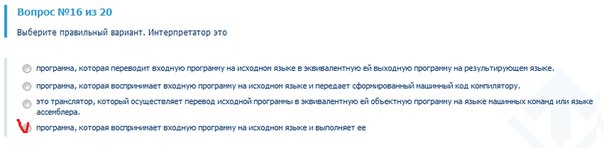 Вопрос №16 из 20
Выберите правильный вариант. Интерпретатор это
программа, которая переводит входную программу на исходном языке в эквивалентную ей выходную программу на результирующем языке.
программа, которая воспринимает входную программу на исходном языке и передает сформированный машинный код компилятору.
это транслятор, который осуществляет перевод исходной программы в эквивалентную ей объектную программу на языке машинных команд или языке
ассемблера.
программа, которая воспринимает входную программу на исходном языке и выполняет ее